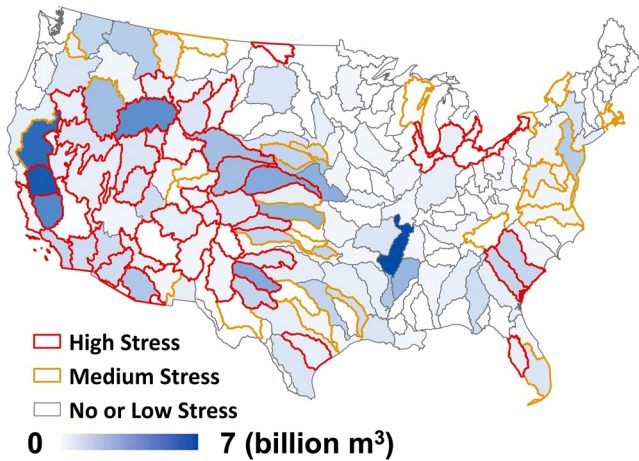 High Stress
Medium Stress
No or Low Stress
0 7 (billion m³)